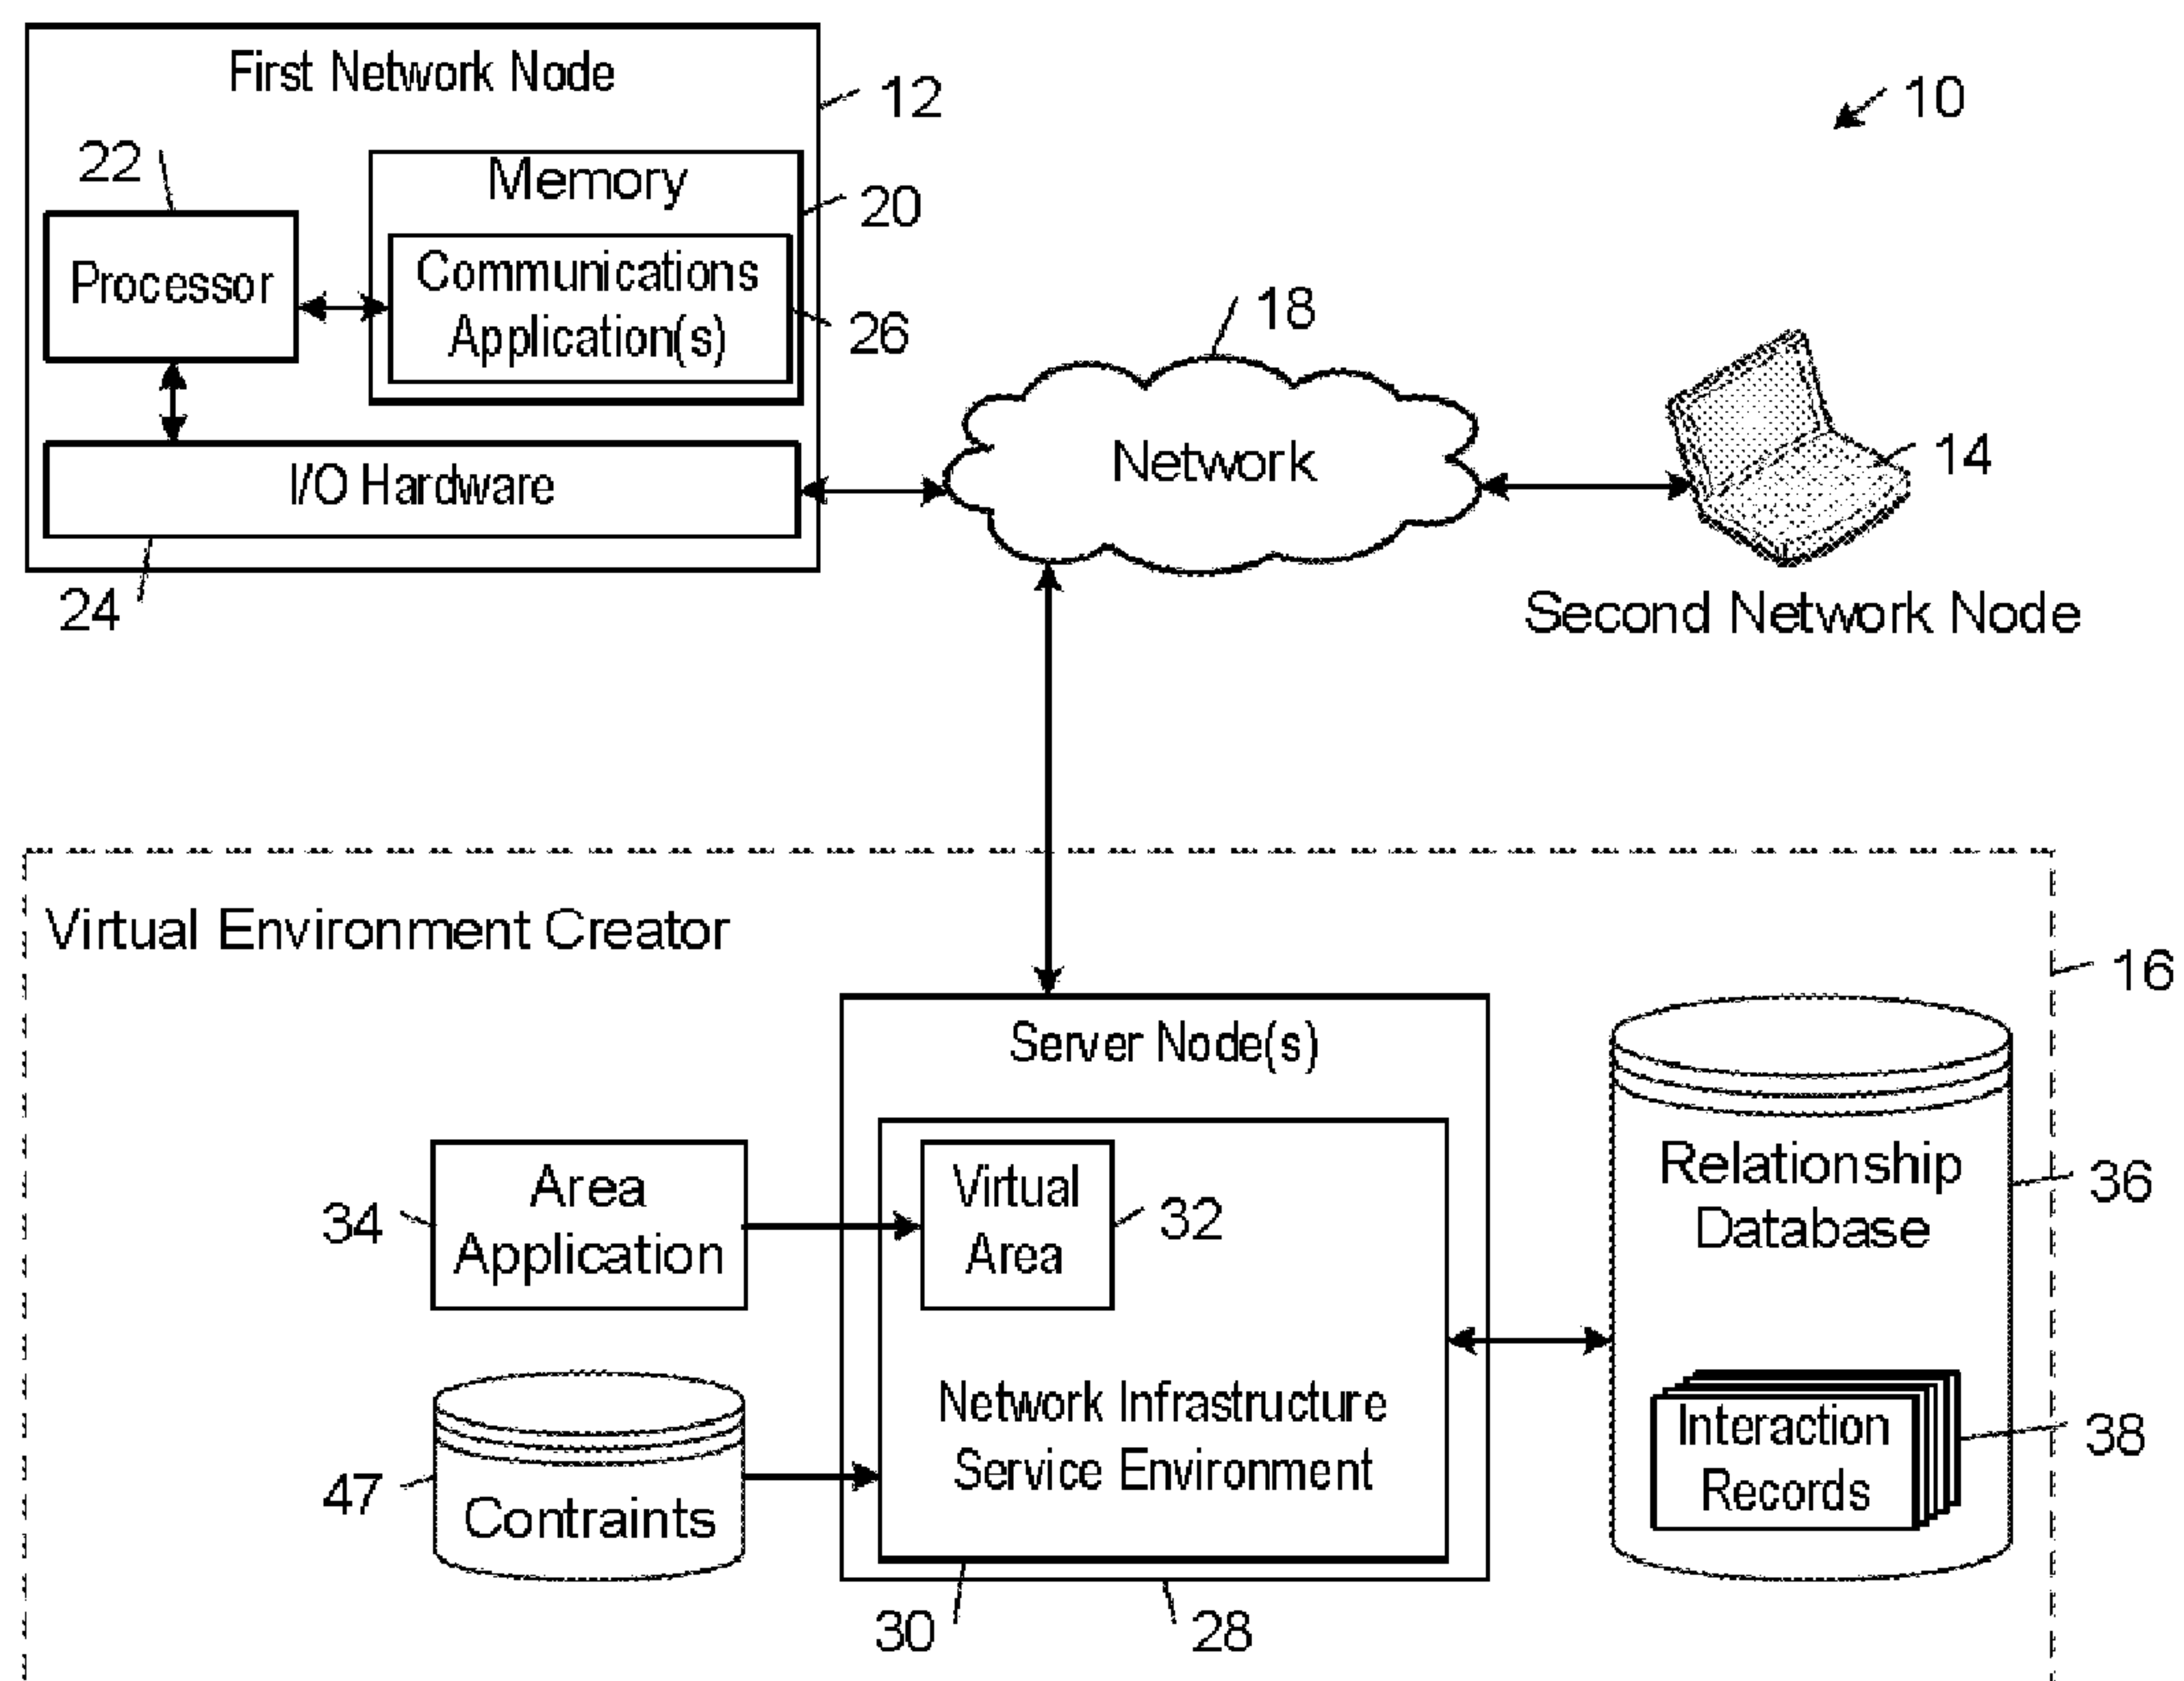 First Network Node
12
10
22
Memory
20
Processor
Communications
Application(s)
26
18
I/O Hardware
Network
14
24
Second Network Node
Virtual Environment Creator
16
Server Node(s)
34
Area
Application
Virtual
Area
32
Relationship
Database
36
47
Contraints
Network Infrastructure
Service Environment
Interaction
Records
38
30
28